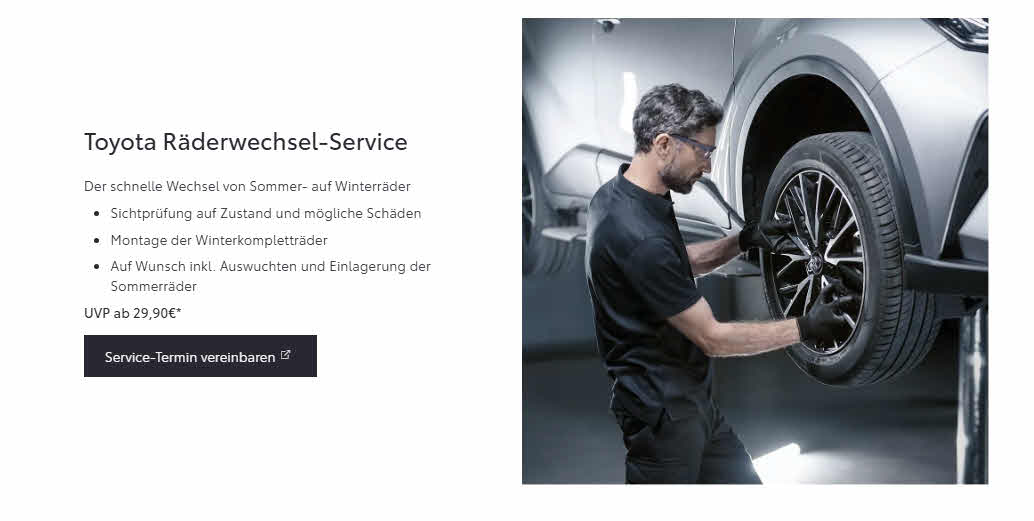 Toyota Räderwechsel-Service
Der schnelle Wechsel von Sommer- auf Winterräder
Sichtprüfung auf Zustand und mögliche Schäden
Montage der Winterkompletträder
Auf Wunsch inkl. Auswuchten und Einlagerung der
Sommerräder
UVP ab 29,90€*
Service-Termin vereinbaren